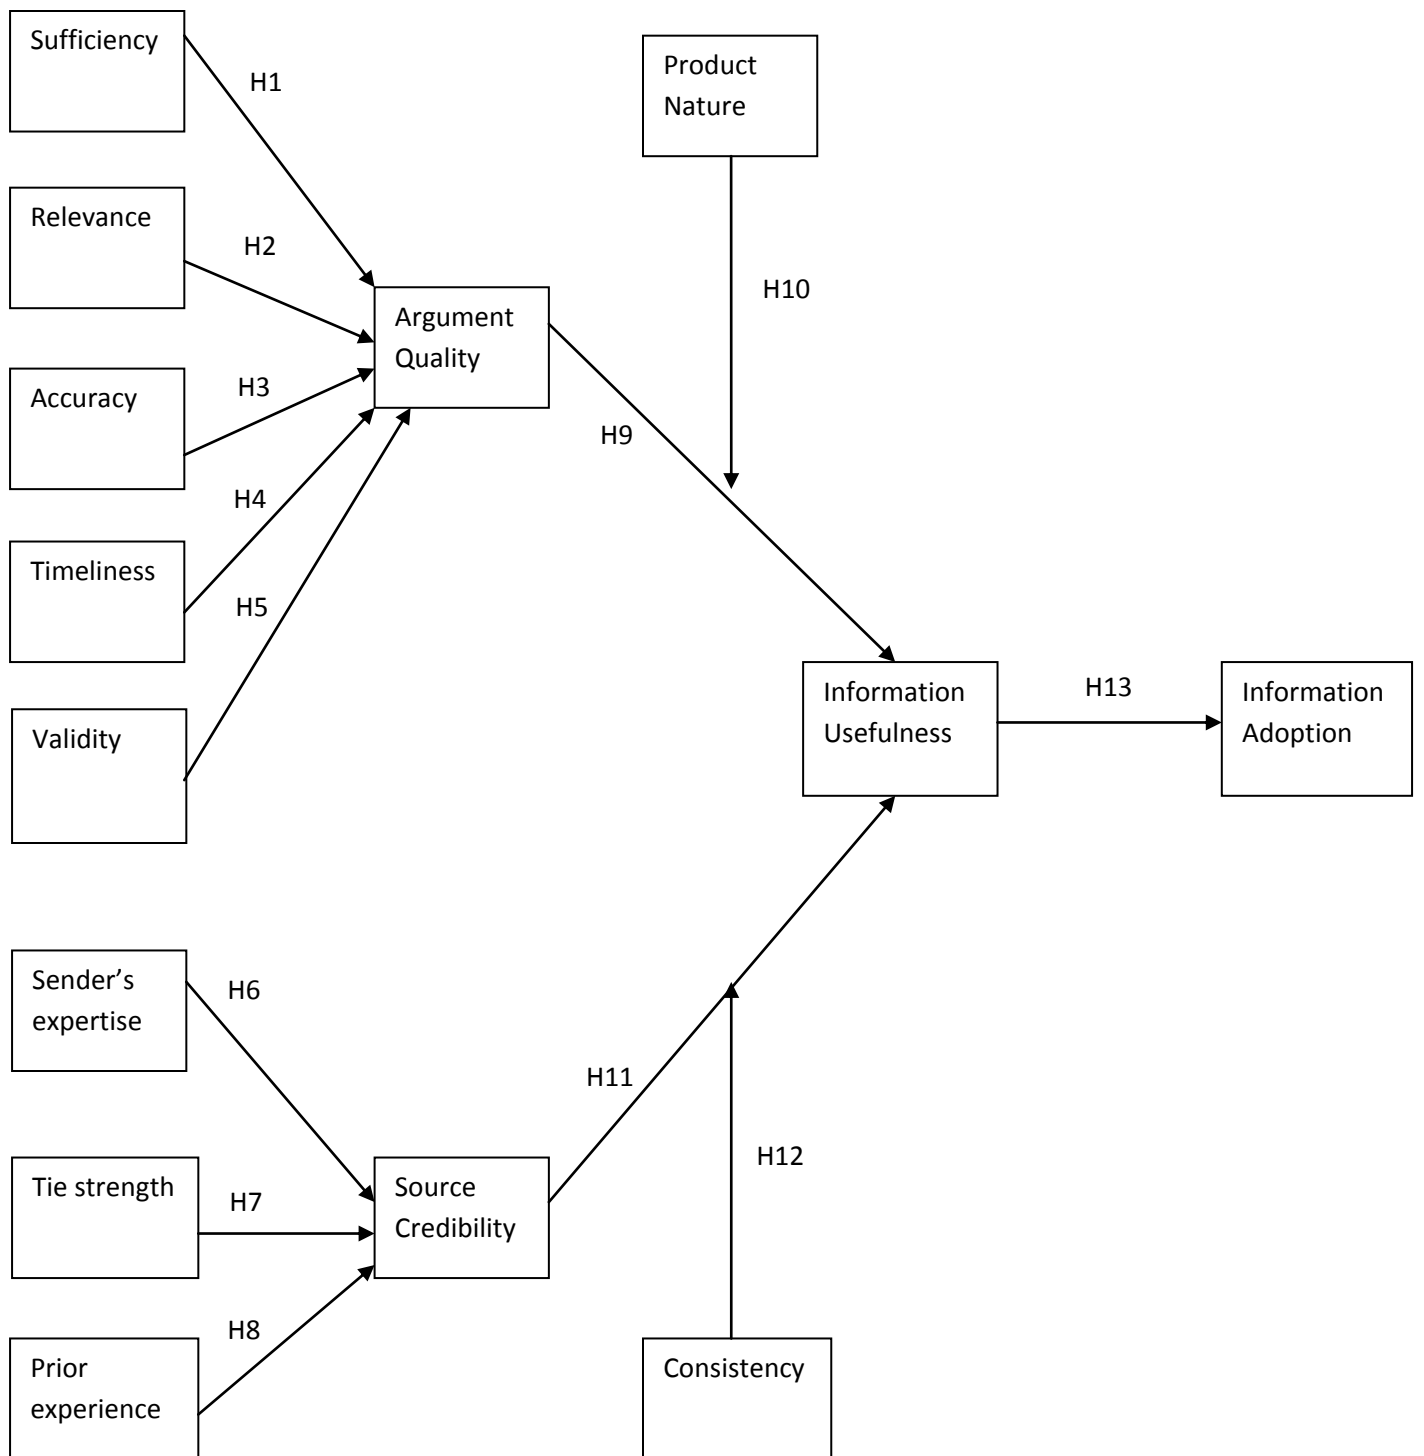 Sufficiency
H1
Product
Nature
Relevance
H2
H10
Argument
Quality
Accuracy
H3
H9
H4
Timeliness
H5
Information
Usefulness
H13
Information
Adoption
Validity
Sender’s
expertise
H6
H11
H12
Tie strength
H7
Source
Credibility
H8
Prior
experience
Consistency